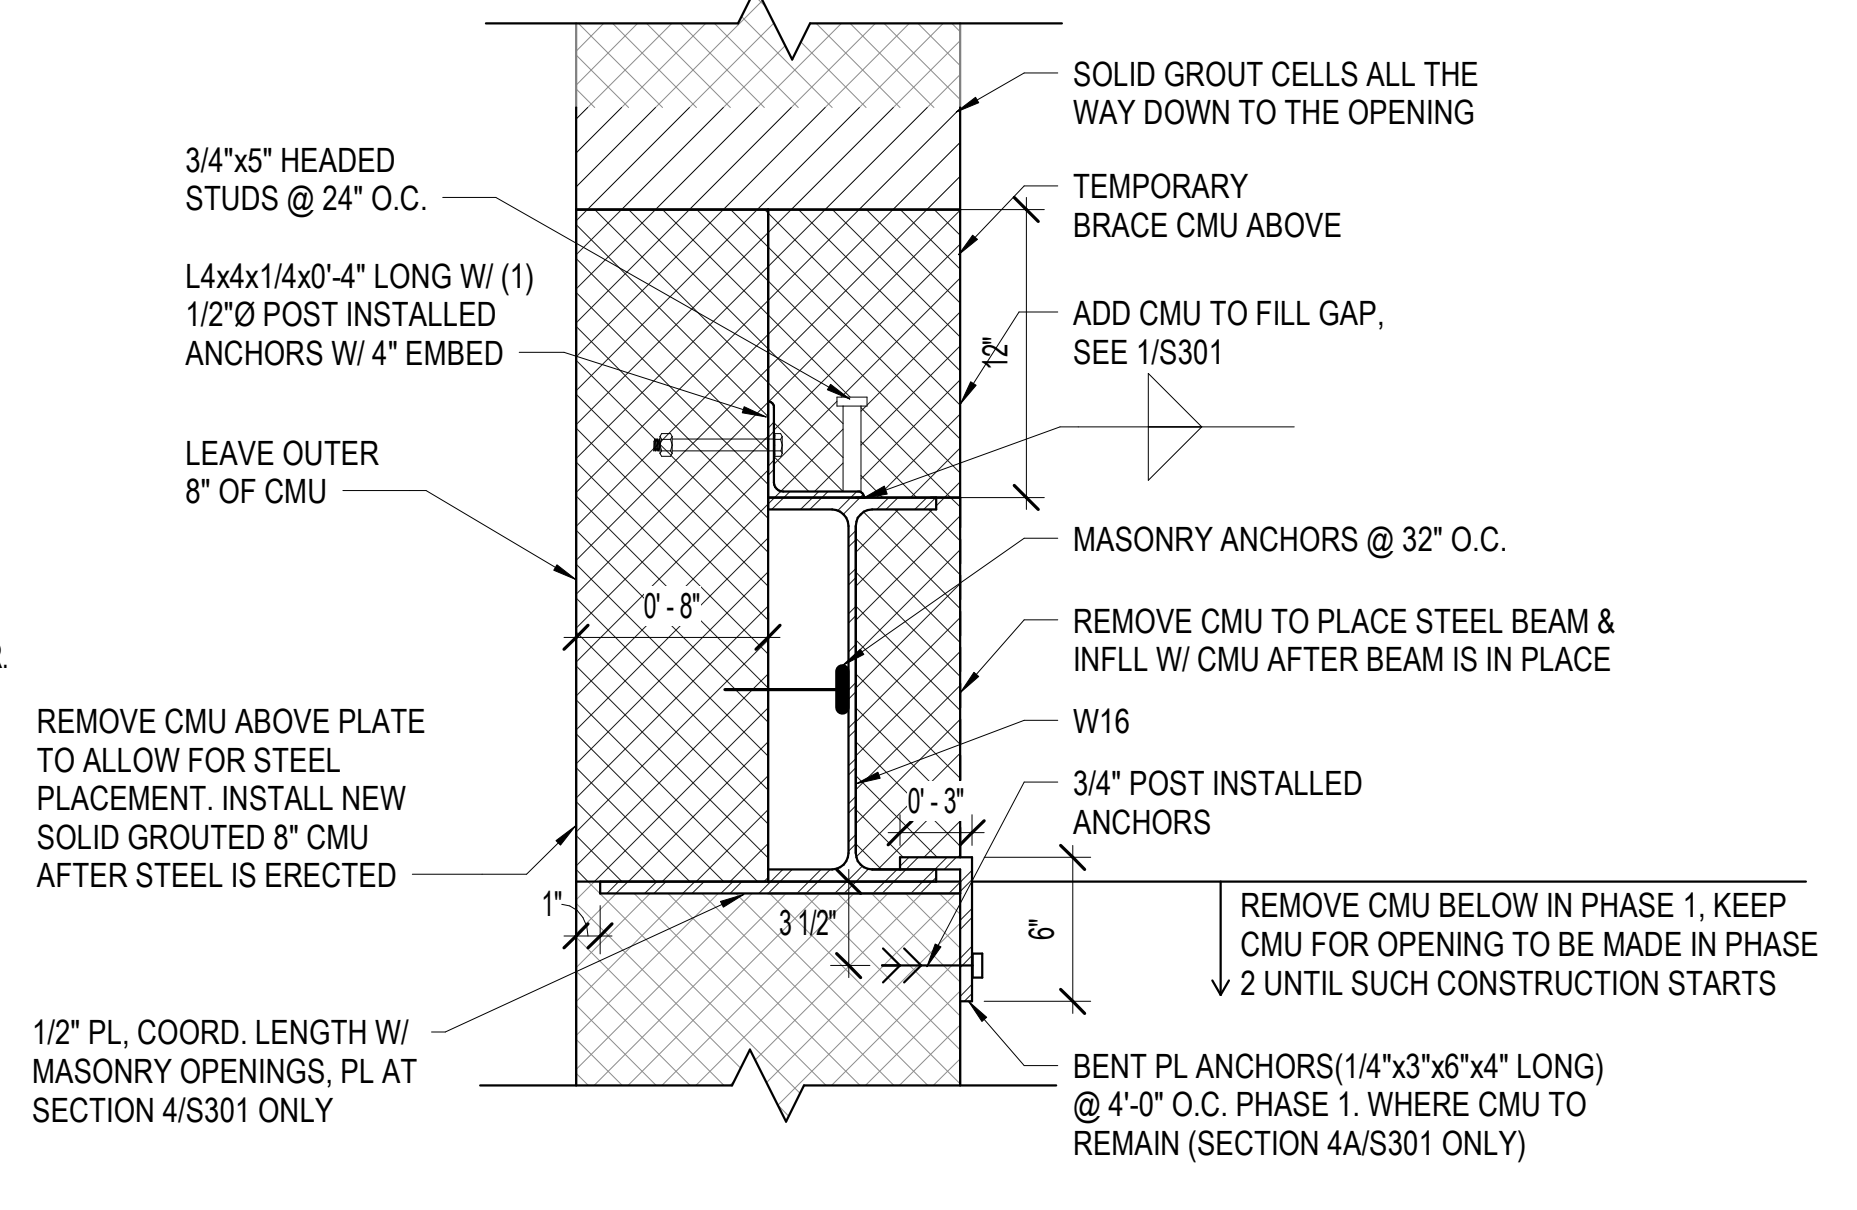 SOLID GROUT CELLS ALL THE
WAY DOWN TO THE OPENING
3/4"x5" HEADED
STUDS @ 24" O.C.
TEMPORARY
BRACE CMU ABOVE
L4x4x1/4x0'-4" LONG W/ (1)
1/2"Ø POST INSTALLED
ANCHORS W/ 4" EMBED
ADD CMU TO FILL GAP,
SEE 1/S301
12"
LEAVE OUTER
8" OF CMU
MASONRY ANCHORS @ 32" O.C.
0' - 8"
REMOVE CMU TO PLACE STEEL BEAM &
INFLL W/ CMU AFTER BEAM IS IN PLACE
R.
REMOVE CMU ABOVE PLATE
TO ALLOW FOR STEEL
PLACEMENT. INSTALL NEW
SOLID GROUTED 8" CMU
AFTER STEEL IS ERECTED
W16
0' - 3"
3/4" POST INSTALLED
ANCHORS
1"
3 1/2"
6"
REMOVE CMU BELOW IN PHASE 1, KEEP
CMU FOR OPENING TO BE MADE IN PHASE
2 UNTIL SUCH CONSTRUCTION STARTS
1/2" PL, COORD. LENGTH W/
MASONRY OPENINGS, PL AT
SECTION 4/S301 ONLY
BENT PL ANCHORS(1/4"x3"x6"x4" LONG)
@ 4'-0" O.C. PHASE 1. WHERE CMU TO
REMAIN (SECTION 4A/S301 ONLY)